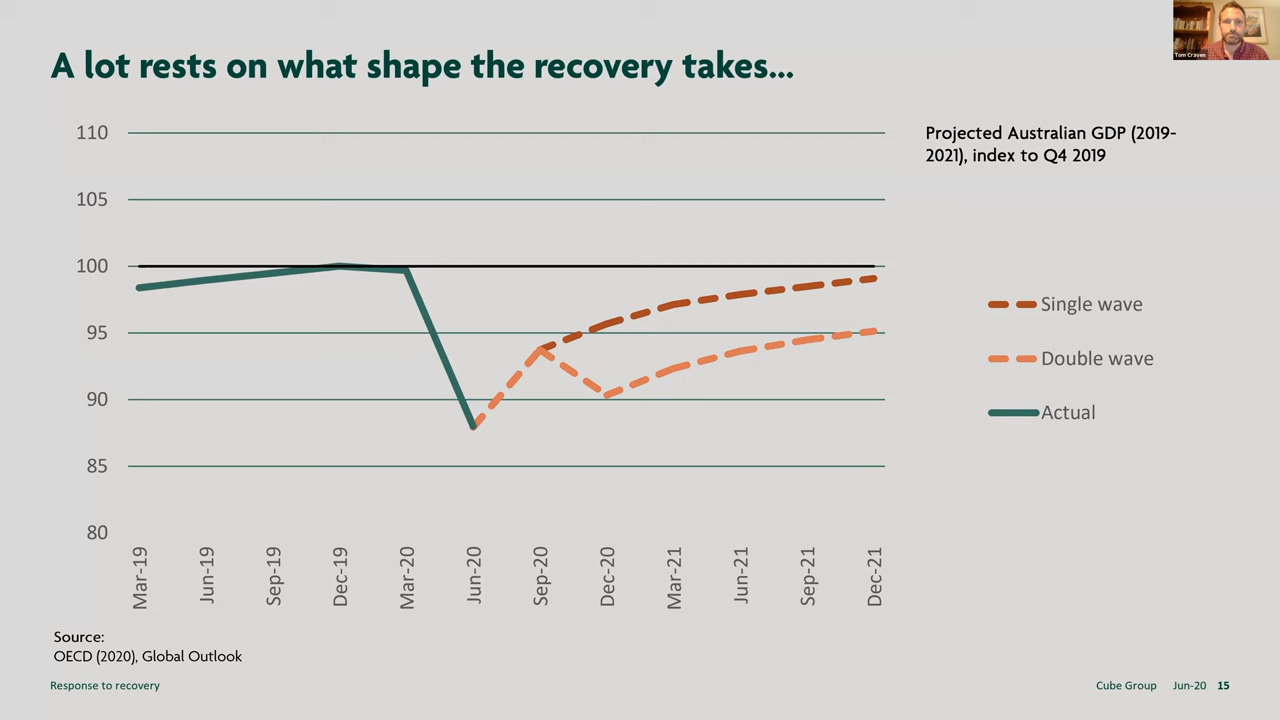 A lot rests on what shape the recovery takes...
Tom Craven
Projected Australian GDP (2019-
2021), index to Q4 2019
110
105
100
95
90
85
80
Mar-19
Jun-19
Sep-19
Dec-19
Mar-20
Jun-20
Sep-20
Dec-20
Mar-21
Jun-21
Sep-21
Dec-21
Single wave
Double wave
Actual
Source:
OECD (2020), Global Outlook
Response to recovery
Cube Group Jun-20 15